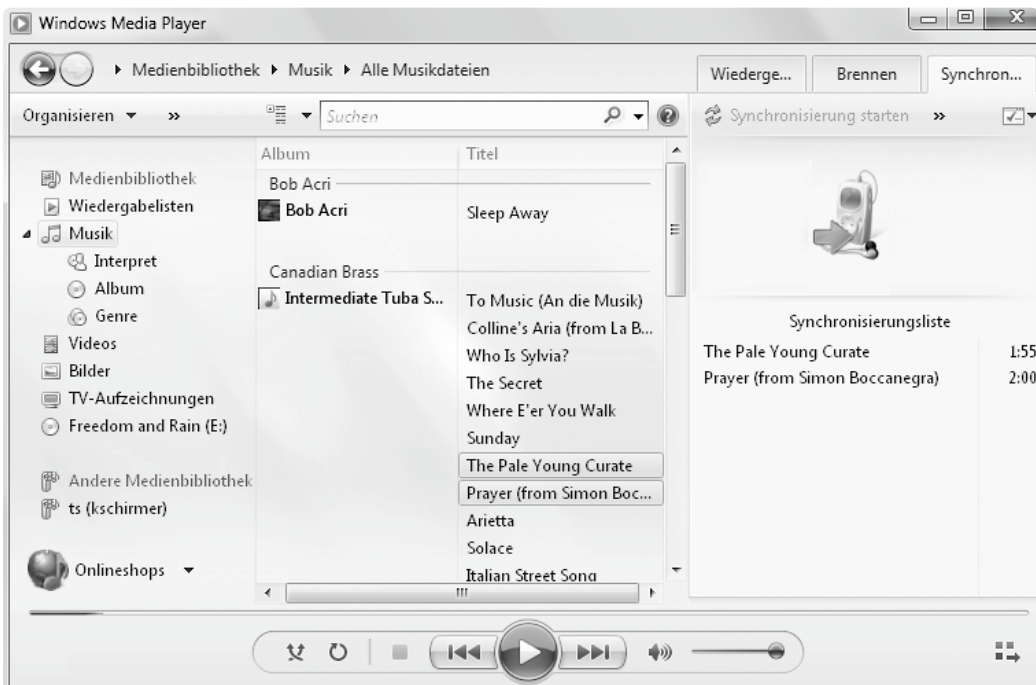 Windows Media Player
Medienbibliothek Musik Alle Musikdateien
Wiederge... Brennen Synchron...
Organisieren » Suchen Synchronisierung starten »
Album Titel
Medienbibliothek
Wiedergabelisten
Musik
Interpret
Album
Genre
Videos
Bilder
TV-Aufzeichnungen
Freedom and Rain (E:)
Andere Medienbibliothek
ts (kschirmer)
Onlineshops
Bob Acri
Bob Acri Sleep Away
Canadian Brass
Intermediate Tuba S... To Music (An die Musik)
Colline's Aria (from La B...
Who Is Sylvia?
The Secret
Where E'er You Walk
Sunday
The Pale Young Curate
Prayer (from Simon Boc...
Arietta
Solace
Italian Street Song
Synchronisierungsliste
The Pale Young Curate 1:55
Prayer (from Simon Boccanegra) 2:00